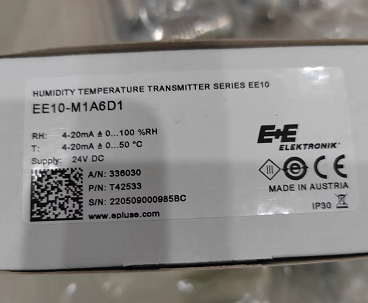 HUMIDITY TEMPERATURE TRANSMITTER SERIES EE10
EE10-M1A6D1
RH: 4-20mA ≙ 0...100 %RH
T: 4-20mA ≙ 0...50 °C
Supply: 24V DC
E+E
ELEKTRONIK®
A/N: 336030
P/N: T42533
S/N: 220509000985BC
www.epluse.com
CE
MADE IN AUSTRIA
IP30